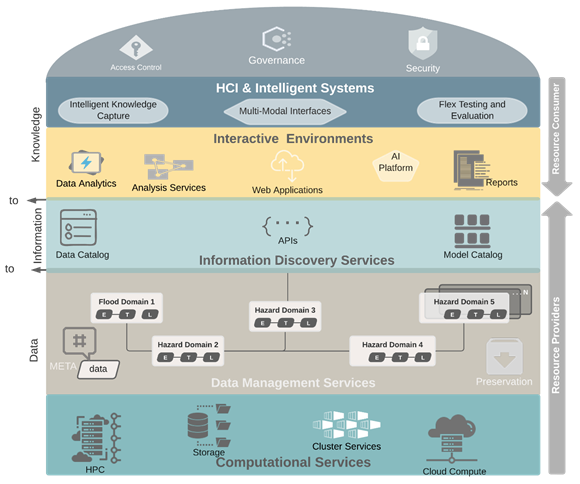 Access Control
Governance
Security
HCI & Intelligent Systems
Intelligent Knowledge
Capture
Multi-Modal Interfaces
Flex Testing and
Evaluation
Interactive Environments
Data Analytics
Analysis Services
Web Applications
AI
Platform
Reports
Data Catalog
{···}
APIs
Model Catalog
Information Discovery Services
Flood Domain 1
E T L
Hazard Domain 2
E T L
Hazard Domain 3
E T L
Hazard Domain 4
E T L
Hazard Domain 5
E T L
N
#
META
data
Data Management Services
Preservation
HPC
Storage
Cluster Services
Cloud Compute
Computational Services
Knowledge
to
Information
to
Data
Resource Consumer
Resource Providers